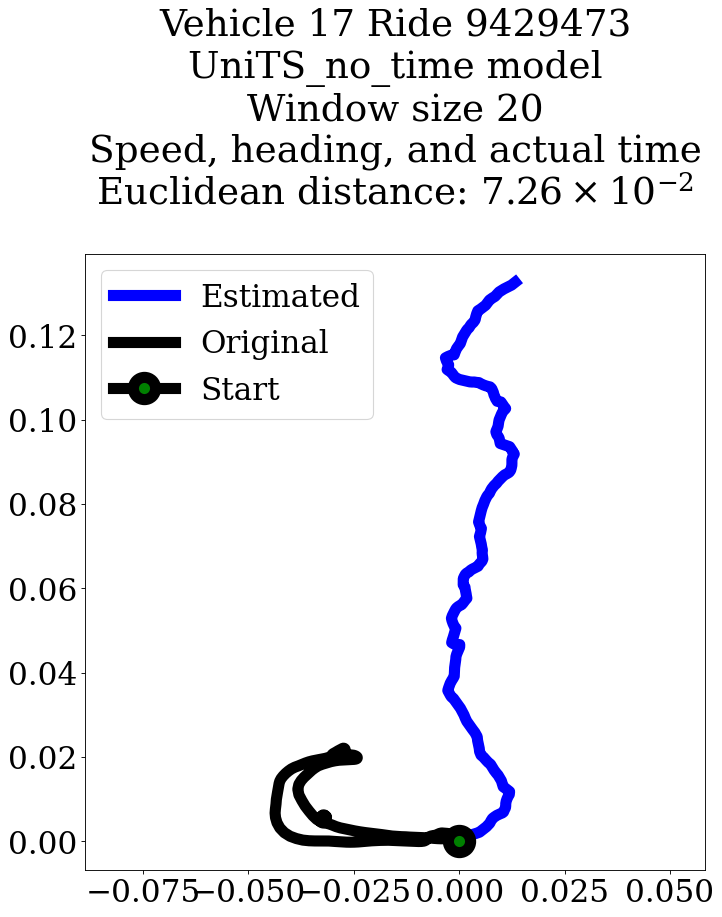 Vehicle 17 Ride 9429473
UniTS_no_time model
Window size 20
Speed, heading, and actual time
Euclidean distance: 7.26 × 10⁻²
Estimated
Original
Start
0.12
0.10
0.08
0.06
0.04
0.02
0.00
−0.075 −0.050 −0.025 0.000 0.025 0.050